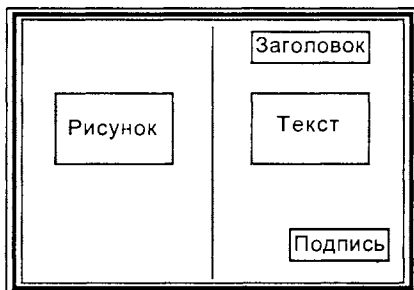 Заголовок
Рисунок
Текст
Подпись